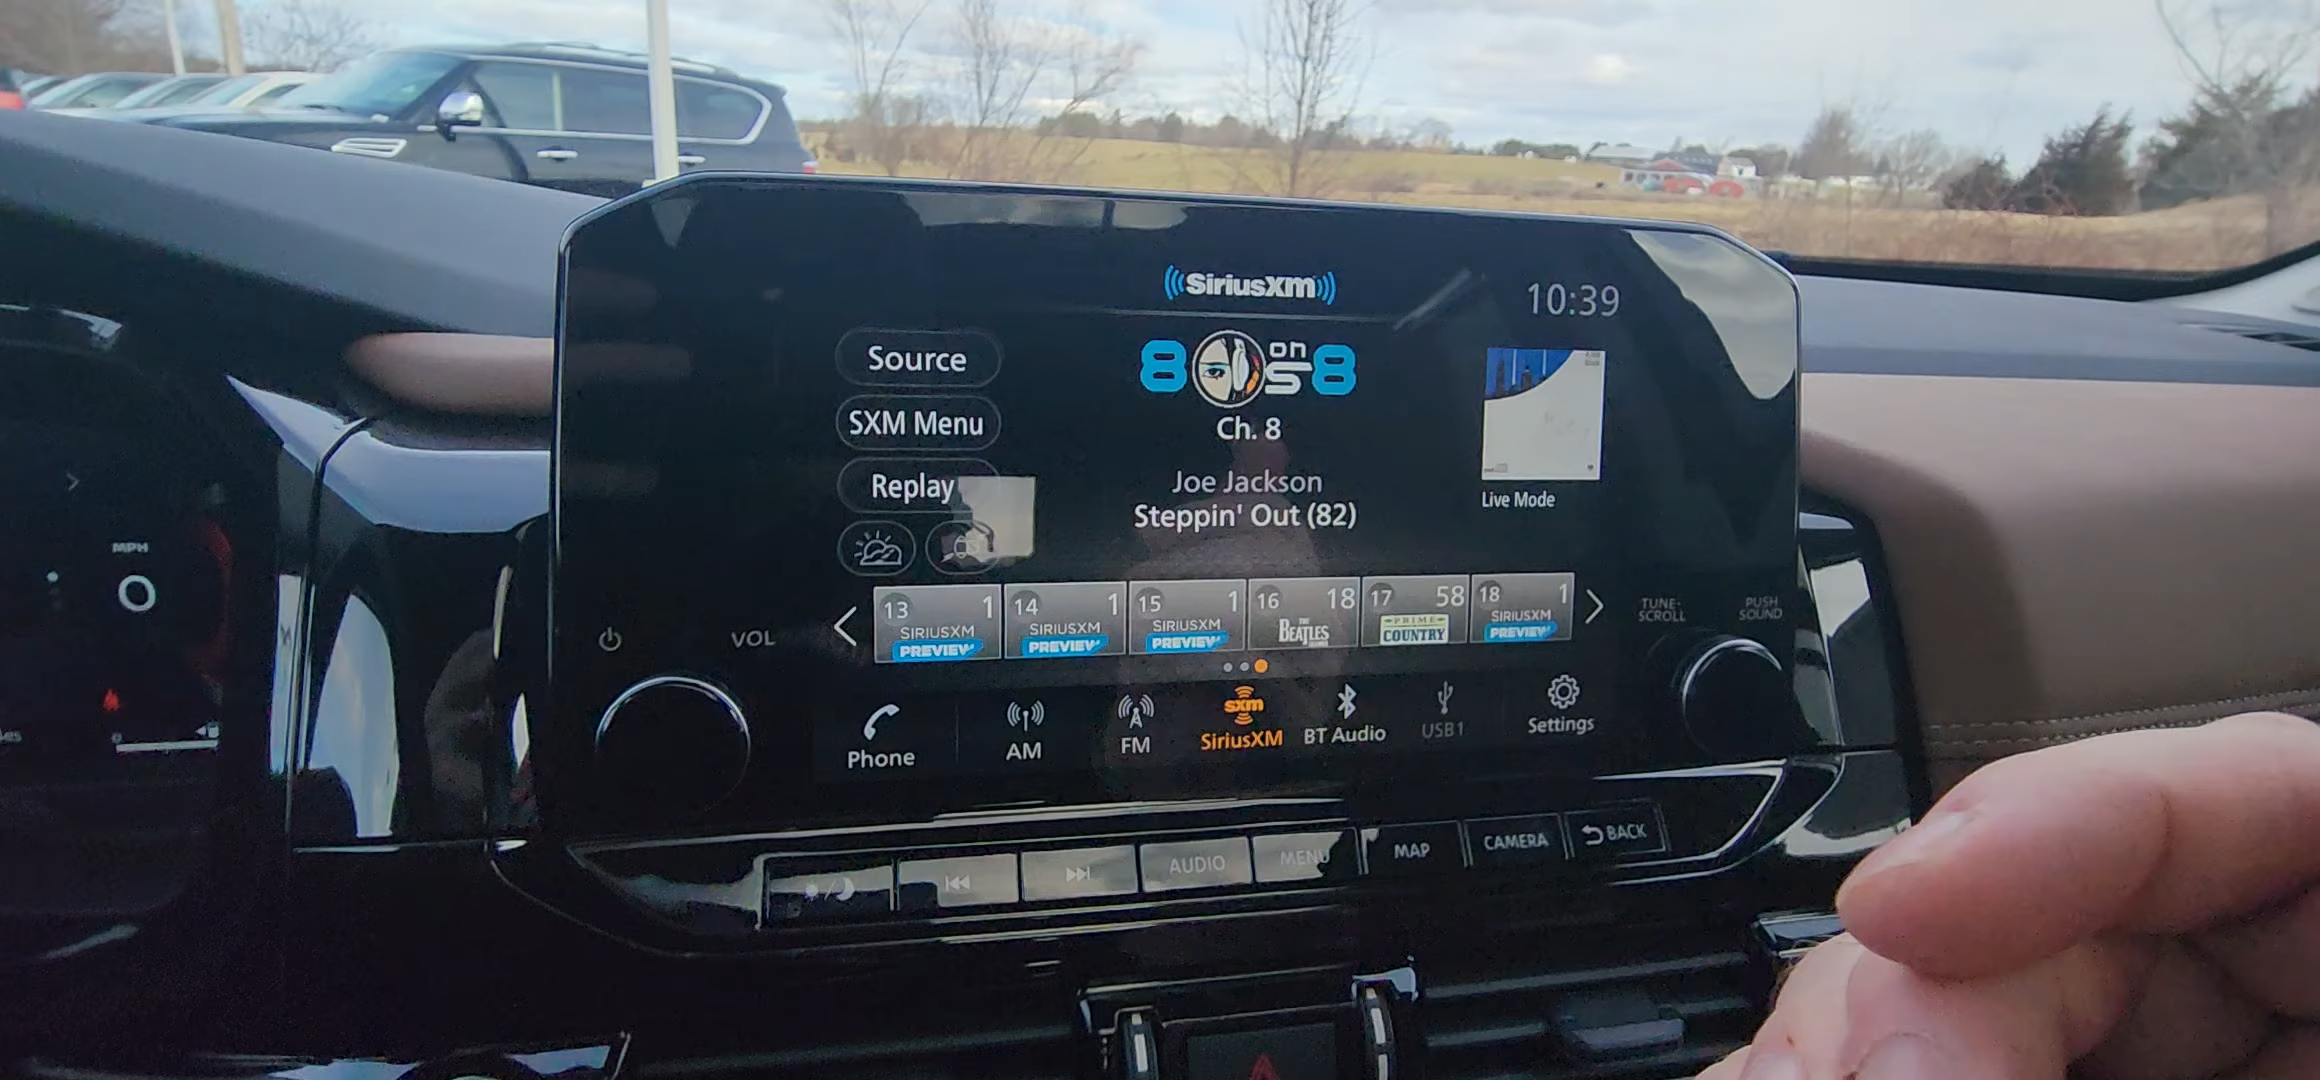 SiriusXM
10:39
Source
8 on 8
SXM Menu
Ch. 8
Replay
Joe Jackson
Steppin' Out (82)
Live Mode
MPH
0
13 1
SIRIUSXM
PREVIEW
14 1
SIRIUSXM
PREVIEW
15 1
SIRIUSXM
PREVIEW
16 18
THE
BEATLES
17 58
PRIME
COUNTRY
18 1
SIRIUSXM
PREVIEW
VOL
TUNE-
SCROLL
PUSH
SOUND
Phone
AM
FM
sxm
SiriusXM
BT Audio
USB1
Settings
AUDIO
MENU
MAP
CAMERA
BACK